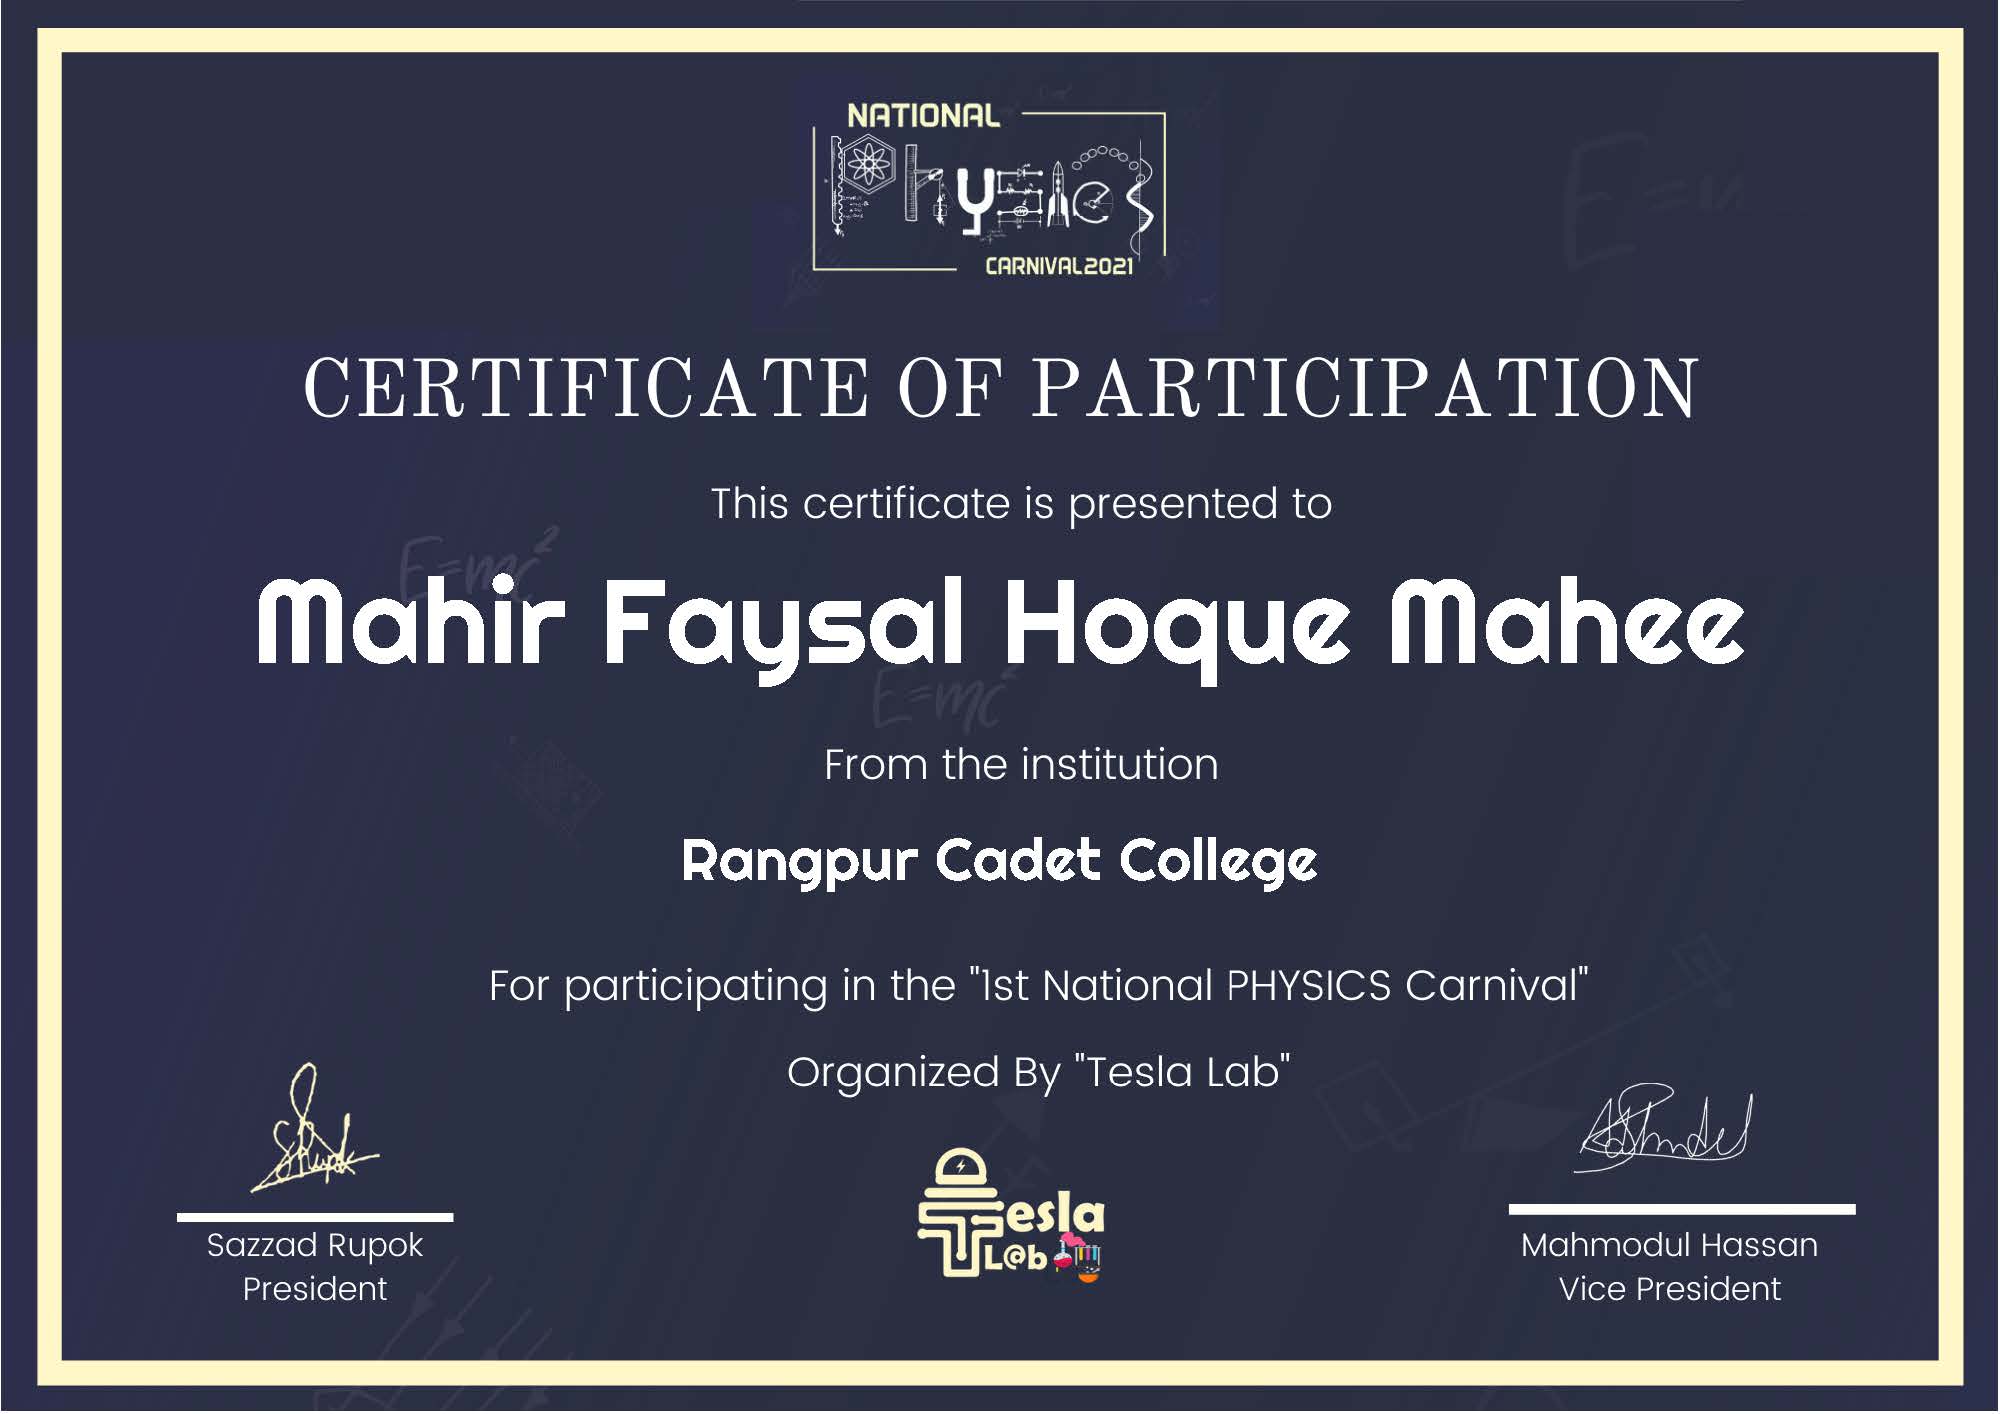 NATIONAL
Physics
CARNIVAL2021
CERTIFICATE OF PARTICIPATION
This certificate is presented to
E=mc²
Mahir Faysal Hoque Mahee
E=mc²
From the institution
Rangpur Cadet College
For participating in the "1st National PHYSICS Carnival"
Organized By "Tesla Lab"
Tesla
L@b
Sazzad Rupok
President
Mahmodul Hassan
Vice President